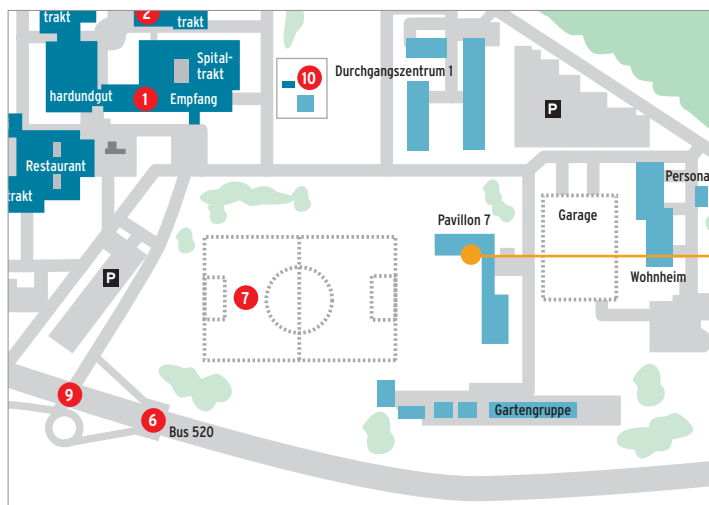 trakt
2
Spital-
trakt
10
Durchgangszentrum 1
hardundgut
1
Empfang
P
Restaurant
trakt
Persona
Pavillon 7
Garage
Wohnheim
P
7
9
6
Bus 520
Gartengruppe
trakt